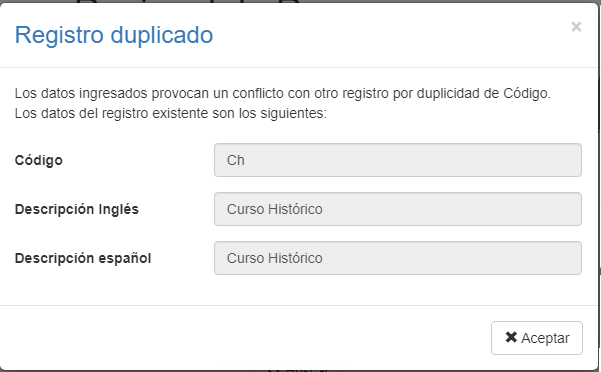 Registro duplicado
×
Los datos ingresados provocan un conflicto con otro registro por duplicidad de Código.
Los datos del registro existente son los siguientes:
Código Ch
Descripción Inglés Curso Histórico
Descripción español Curso Histórico
✖ Aceptar